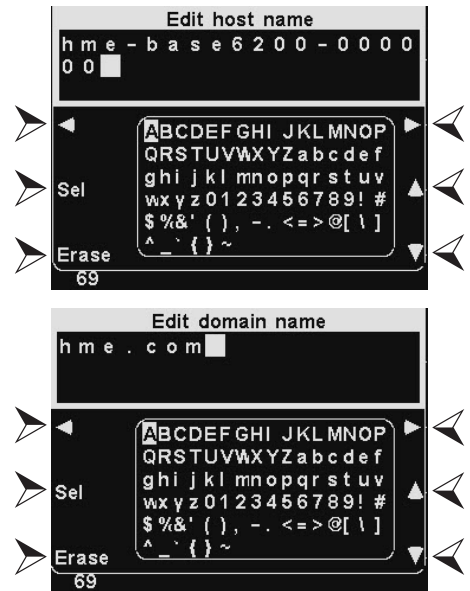 Edit host name
hme-base6200-0000
00
ABCDEFGHIJKLMNOP
QRSTUVWXYZabcdef
Sel
ghijklmnopqrstuv
wxyz0123456789!#
$%&'(),-.<=>@[\]
Erase
^_`{}~
69
Edit domain name
hme.com
ABCDEFGHIJKLMNOP
QRSTUVWXYZabcdef
Sel
ghijklmnopqrstuv
wxyz0123456789!#
$%&'(),-.<=>@[\]
Erase
^_`{}~
69